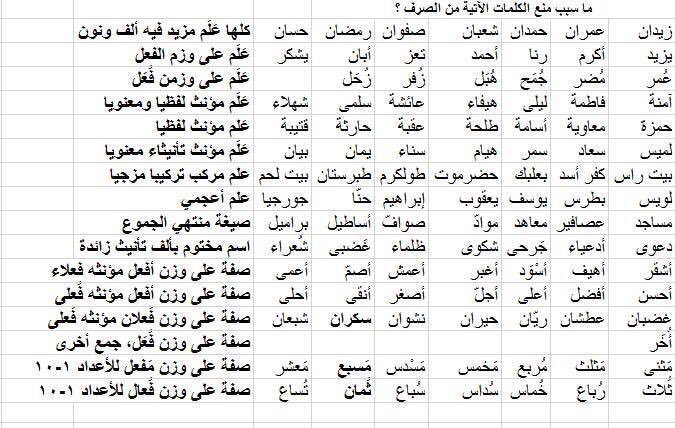 ما سبب منع الكلمات الآتية من الصرف ؟
زيدان عمران حمدان شعبان صفوان رمضان حسان كلها عَلَم مزيد فيه ألف ونون
يزيد أكرم رنا أحمد تعز أبان يشكر عَلَم على وزم الفعل
عُمر مُضر جُمَح هُبَل زُفر زُحَل عَلَم على وزمن فُعَل
آمنة فاطمة ليلى هيفاء عائشة سلمى شهلاء عَلَم مؤنث لفظيا ومعنويا
حمزة معاوية أسامة طلحة عقبة حارثة قتيبة عَلَم مؤنث لفظيا
لميس سعاد سمر هيام سناء يمان بيان عَلَم مؤنث تأنيثاء معنويا
بيت راس كفر أسد بعلبك حضرموت طولكرم طبرستان بيت لحم علم مركب تركيبا مزجيا
لويس بطرس يوسف يعقوب إبراهيم حنّا جورجيا علم أعجمي
مساجد عصافير معاهد موادّ صوافّ أساطيل براميل صيغة منتهي الجموع
دعوى أدعياء جَرحى شكوى ظلماء غَضبى شُعراء اسم مختوم بألف تأنيث زائدة
أشقر أهيف أسوَد أغبر أعمش أصمّ أعمى صفة على وزن أفعل مؤنثه فعلاء
أحسن أفضل أعلى أجلّ أصغر أنقى أحلى صفة على وزن أفعل مؤنثه فُعلى
غضبان عطشان ريّان حيران نشوان سكران شبعان صفة على وزن فَعلان مؤنثه فَعلى
أُخَر صفة على وزن فُعَل، جمع أخرى
مَثنى مَثلث مُربع مَخمس مَسْدس مَسبع مَعشر صفة على وزن مَفعل للأعداد ١-١٠
ثُلاث رُباع خُماس سُداس سُباع ثُمان تُساع صفة على وزن فُعال للأعداد ١-١٠